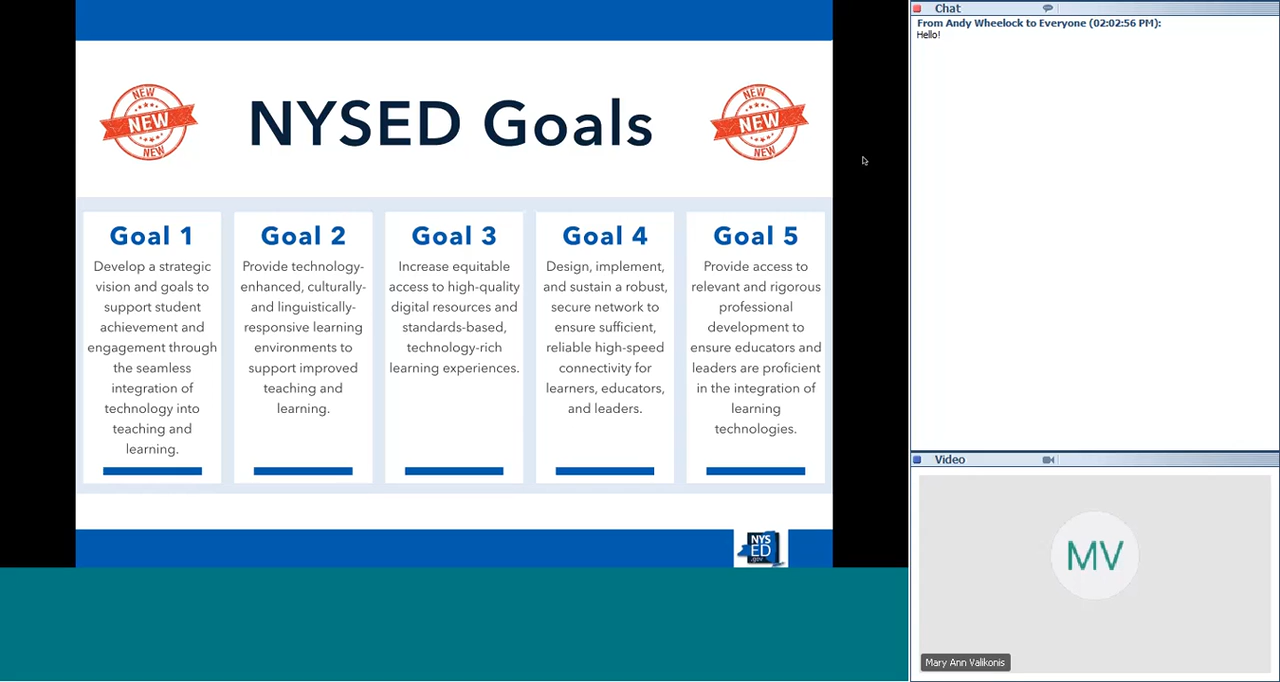 NEW
NEW
NEW
NYSED Goals
NEW
NEW
NEW
Goal 1
Develop a strategic
vision and goals to
support student
achievement and
engagement through
the seamless
integration of
technology into
teaching and
learning.
Goal 2
Provide technology-
enhanced, culturally-
and linguistically-
responsive learning
environments to
support improved
teaching and
learning.
Goal 3
Increase equitable
access to high-quality
digital resources and
standards-based,
technology-rich
learning experiences.
Goal 4
Design, implement,
and sustain a robust,
secure network to
ensure sufficient,
reliable high-speed
connectivity for
learners, educators,
and leaders.
Goal 5
Provide access to
relevant and rigorous
professional
development to
ensure educators and
leaders are proficient
in the integration of
learning
technologies.
NYS
ED
.gov
Chat
From Andy Wheelock to Everyone (02:02:56 PM):
Hello!
Video
MV
Mary Ann Valikonis